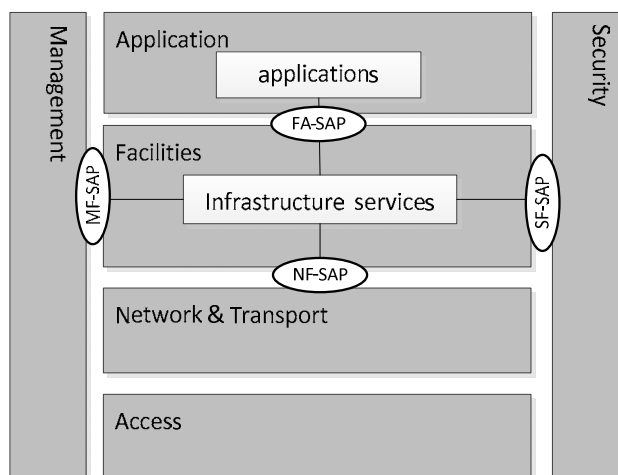 Management
Application
applications
FA-SAP
Facilities
MF-SAP
Infrastructure services
SF-SAP
NF-SAP
Network & Transport
Access
Security